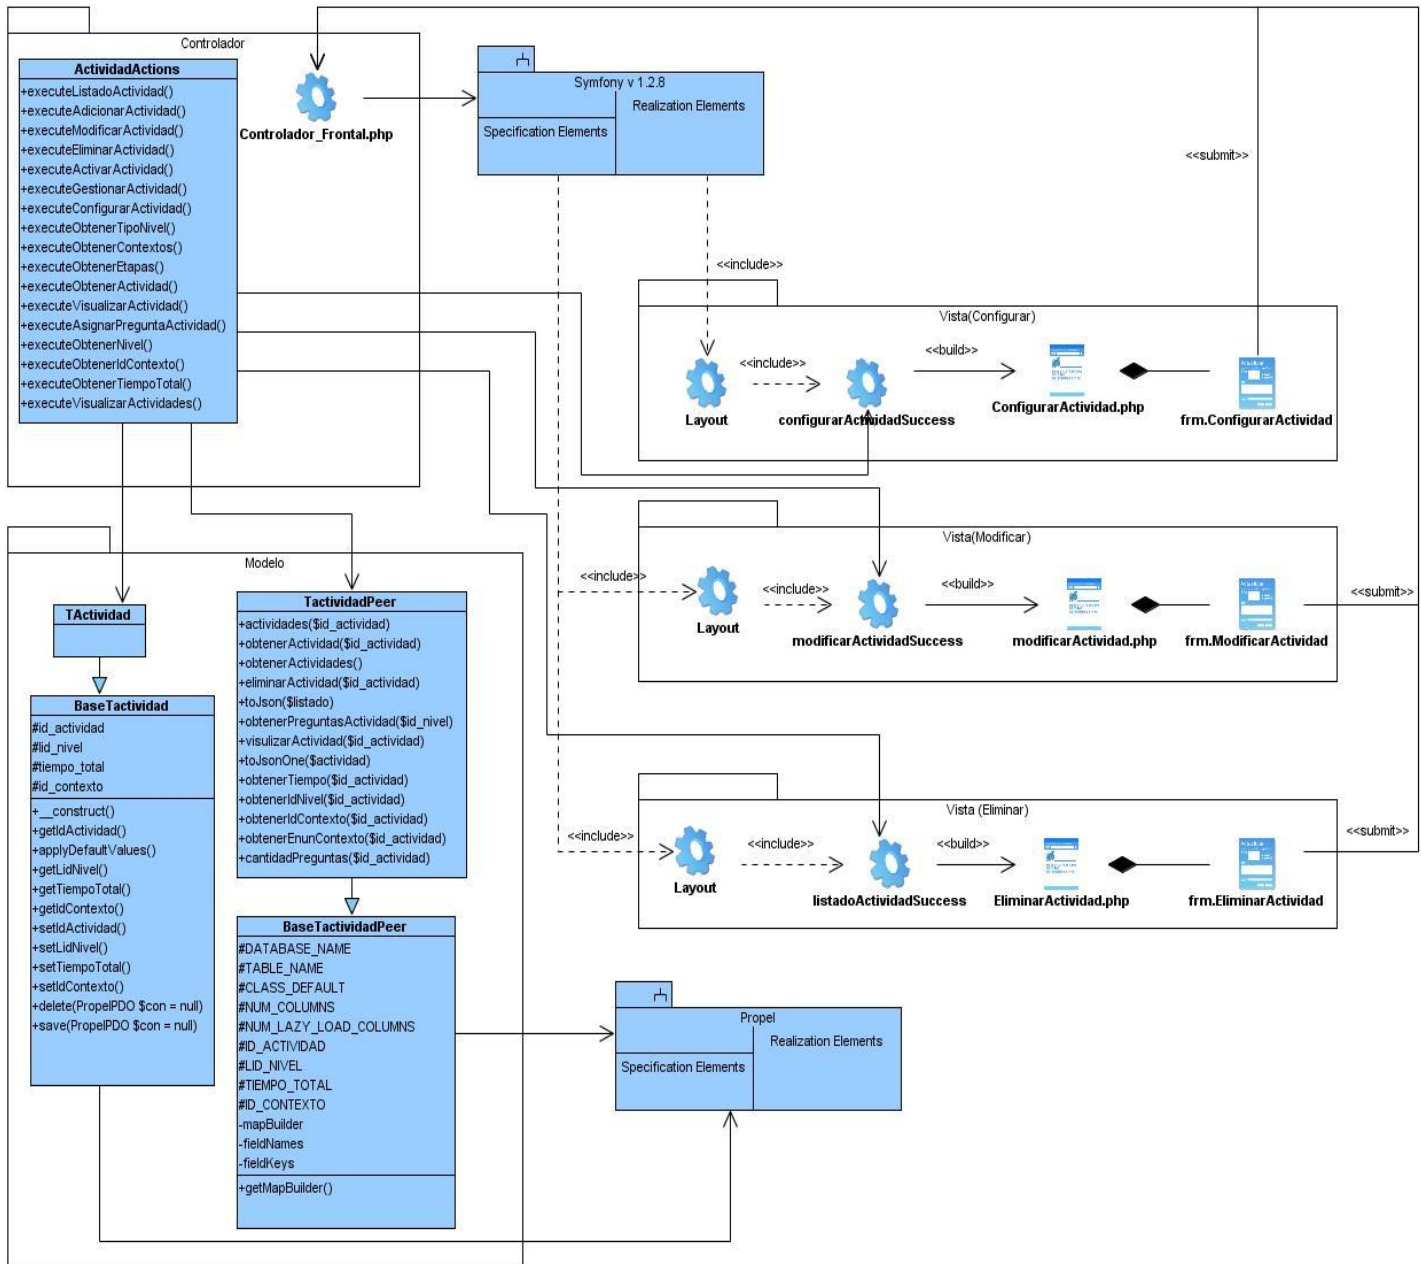 Controlador
ActividadActions
+executeListadoActividad()
+executeAdicionarActividad()
+executeModificarActividad()
+executeEliminarActividad()
+executeActivarActividad()
+executeGestionarActividad()
+executeConfigurarActividad()
+executeObtenerTipoNivel()
+executeObtenerContextos()
+executeObtenerEtapas()
+executeObtenerActividad()
+executeVisualizarActividad()
+executeAsignarPreguntaActividad()
+executeObtenerNivel()
+executeObtenerIdContexto()
+executeObtenerTiempoTotal()
+executeVisualizarActividades()
Controlador_Frontal.php
Symfony v 1.2.8
Realization Elements
Specification Elements
<<submit>>
<<include>>
Vista(Configurar)
<<include>>
<<build>>
Layout
configurarActividadSuccess
ConfigurarActividad.php
frm.ConfigurarActividad
Vista(Modificar)
<<include>>
<<include>>
<<build>>
<<submit>>
Layout
modificarActividadSuccess
modificarActividad.php
frm.ModificarActividad
Vista (Eliminar)
<<include>>
<<include>>
<<build>>
<<submit>>
Layout
listadoActividadSuccess
EliminarActividad.php
frm.EliminarActividad
Modelo
TActividad
BaseTactividad
#id_actividad
#lid_nivel
#tiempo_total
#id_contexto
+__construct()
+getIdActividad()
+applyDefaultValues()
+getLidNivel()
+getTiempoTotal()
+getIdContexto()
+setIdActividad()
+setLidNivel()
+setTiempoTotal()
+setIdContexto()
+delete(PropelPDO $con = null)
+save(PropelPDO $con = null)
TactividadPeer
+actividades($id_actividad)
+obtenerActividad($id_actividad)
+obtenerActividades()
+eliminarActividad($id_actividad)
+toJson($listado)
+obtenerPreguntasActividad($id_nivel)
+visulizarActividad($id_actividad)
+toJsonOne($actividad)
+obtenerTiempo($id_actividad)
+obtenerIdNivel($id_actividad)
+obtenerIdContexto($id_actividad)
+obtenerEnunContexto($id_actividad)
+cantidadPreguntas($id_actividad)
BaseTactividadPeer
#DATABASE_NAME
#TABLE_NAME
#CLASS_DEFAULT
#NUM_COLUMNS
#NUM_LAZY_LOAD_COLUMNS
#ID_ACTIVIDAD
#LID_NIVEL
#TIEMPO_TOTAL
#ID_CONTEXTO
-mapBuilder
-fieldNames
-fieldKeys
+getMapBuilder()
Propel
Realization Elements
Specification Elements